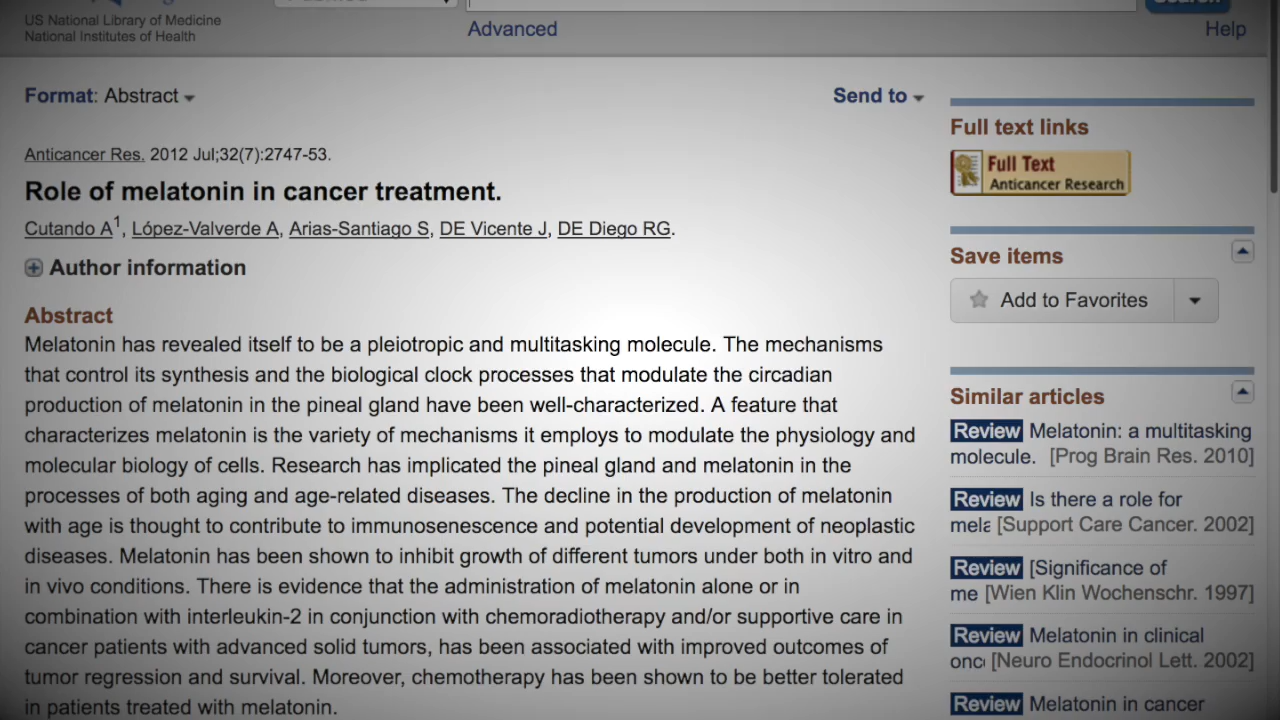 US National Library of Medicine
National Institutes of Health
Advanced
Help
Format: Abstract
Send to
Anticancer Res. 2012 Jul;32(7):2747-53.
Role of melatonin in cancer treatment.
Cutando A1, López-Valverde A, Arias-Santiago S, DE Vicente J, DE Diego RG.
Author information
Abstract
Melatonin has revealed itself to be a pleiotropic and multitasking molecule. The mechanisms
that control its synthesis and the biological clock processes that modulate the circadian
production of melatonin in the pineal gland have been well-characterized. A feature that
characterizes melatonin is the variety of mechanisms it employs to modulate the physiology and
molecular biology of cells. Research has implicated the pineal gland and melatonin in the
processes of both aging and age-related diseases. The decline in the production of melatonin
with age is thought to contribute to immunosenescence and potential development of neoplastic
diseases. Melatonin has been shown to inhibit growth of different tumors under both in vitro and
in vivo conditions. There is evidence that the administration of melatonin alone or in
combination with interleukin-2 in conjunction with chemoradiotherapy and/or supportive care in
cancer patients with advanced solid tumors, has been associated with improved outcomes of
tumor regression and survival. Moreover, chemotherapy has been shown to be better tolerated
in patients treated with melatonin.
Full text links
Full Text
Anticancer Research
Save items
Add to Favorites
Similar articles
Review Melatonin: a multitasking
molecule. [Prog Brain Res. 2010]
Review Is there a role for
mela [Support Care Cancer. 2002]
Review [Significance of
me [Wien Klin Wochenschr. 1997]
Review Melatonin in clinical
onc [Neuro Endocrinol Lett. 2002]
Review Melatonin in cancer